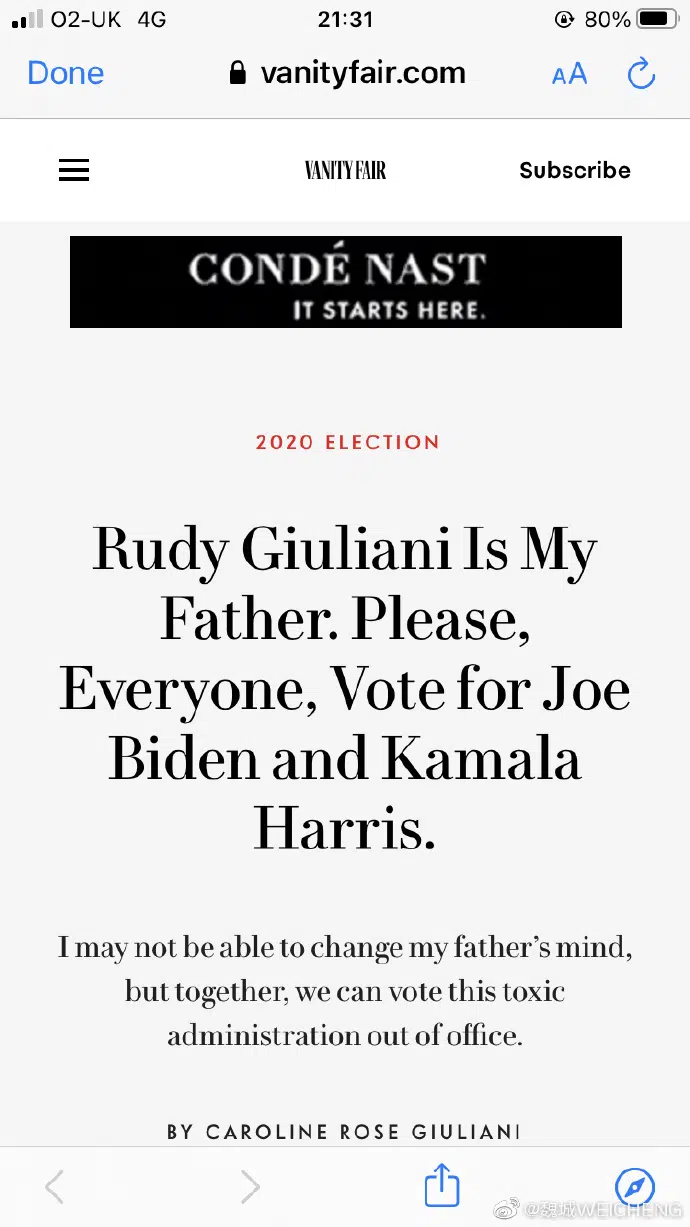 O2-UK 4G 21:31 80%
Done vanityfair.com AA
VANITY FAIR Subscribe
CONDÉ NAST
IT STARTS HERE.
2020 ELECTION
Rudy Giuliani Is My
Father. Please,
Everyone, Vote for Joe
Biden and Kamala
Harris.
I may not be able to change my father’s mind,
but together, we can vote this toxic
administration out of office.
BY CAROLINE ROSE GIULIANI
@魏城WEICHENG